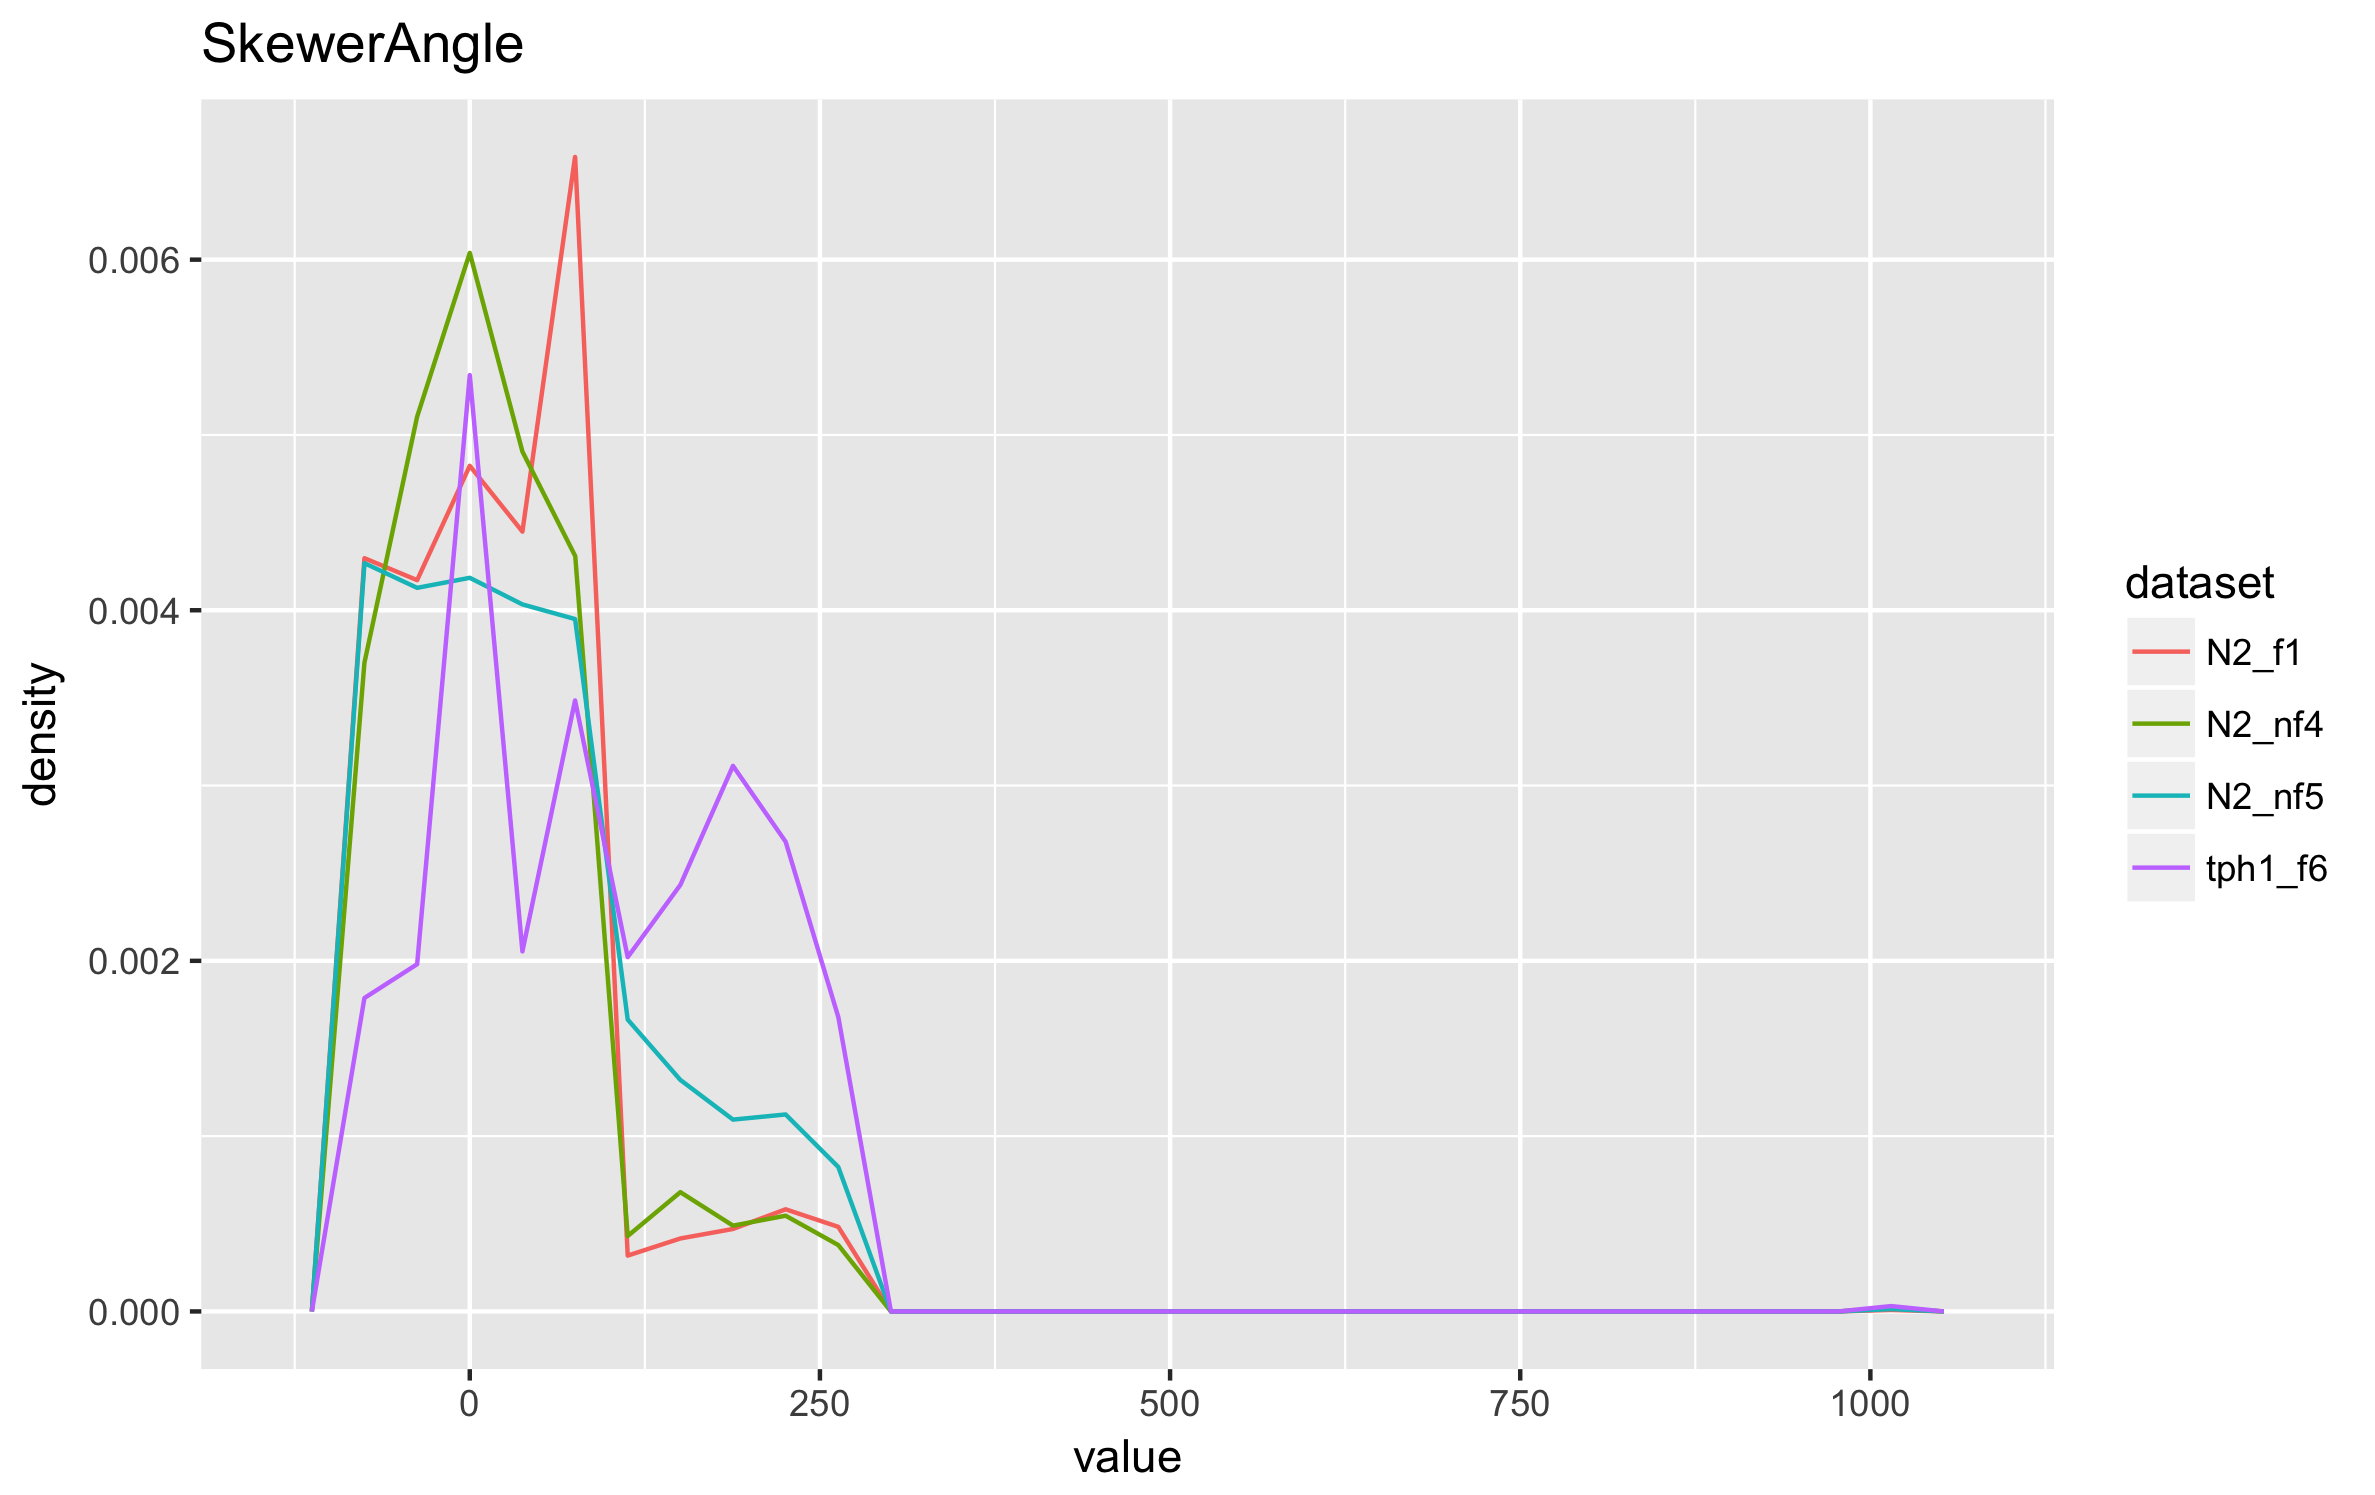 SkewerAngle
0.006
0.004
0.002
0.000
density
0
250
500
750
1000
value
dataset
N2_f1
N2_nf4
N2_nf5
tph1_f6